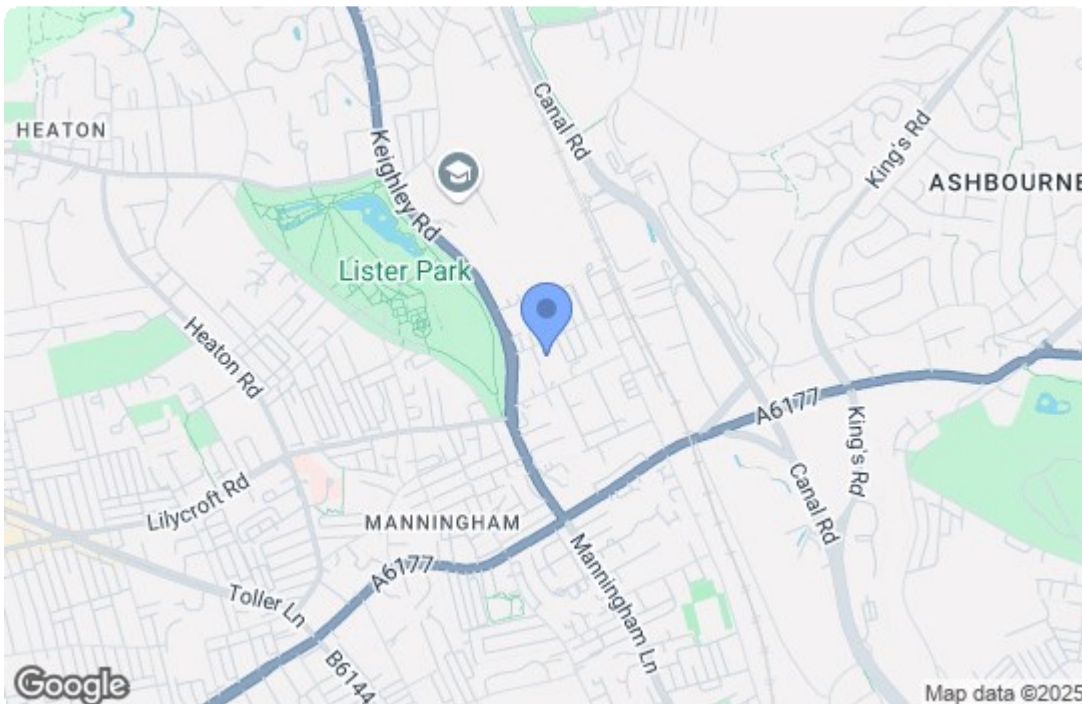 HEATON
Keighley Rd
Canal Rd
King's Rd
ASHBOURNE
Lister Park
Heaton Rd
A6177
King's Rd
Canal Rd
Lilycroft Rd
MANNINGHAM
A6177
Manningham Ln
Toller Ln
B6144
Google
Map data ©2025